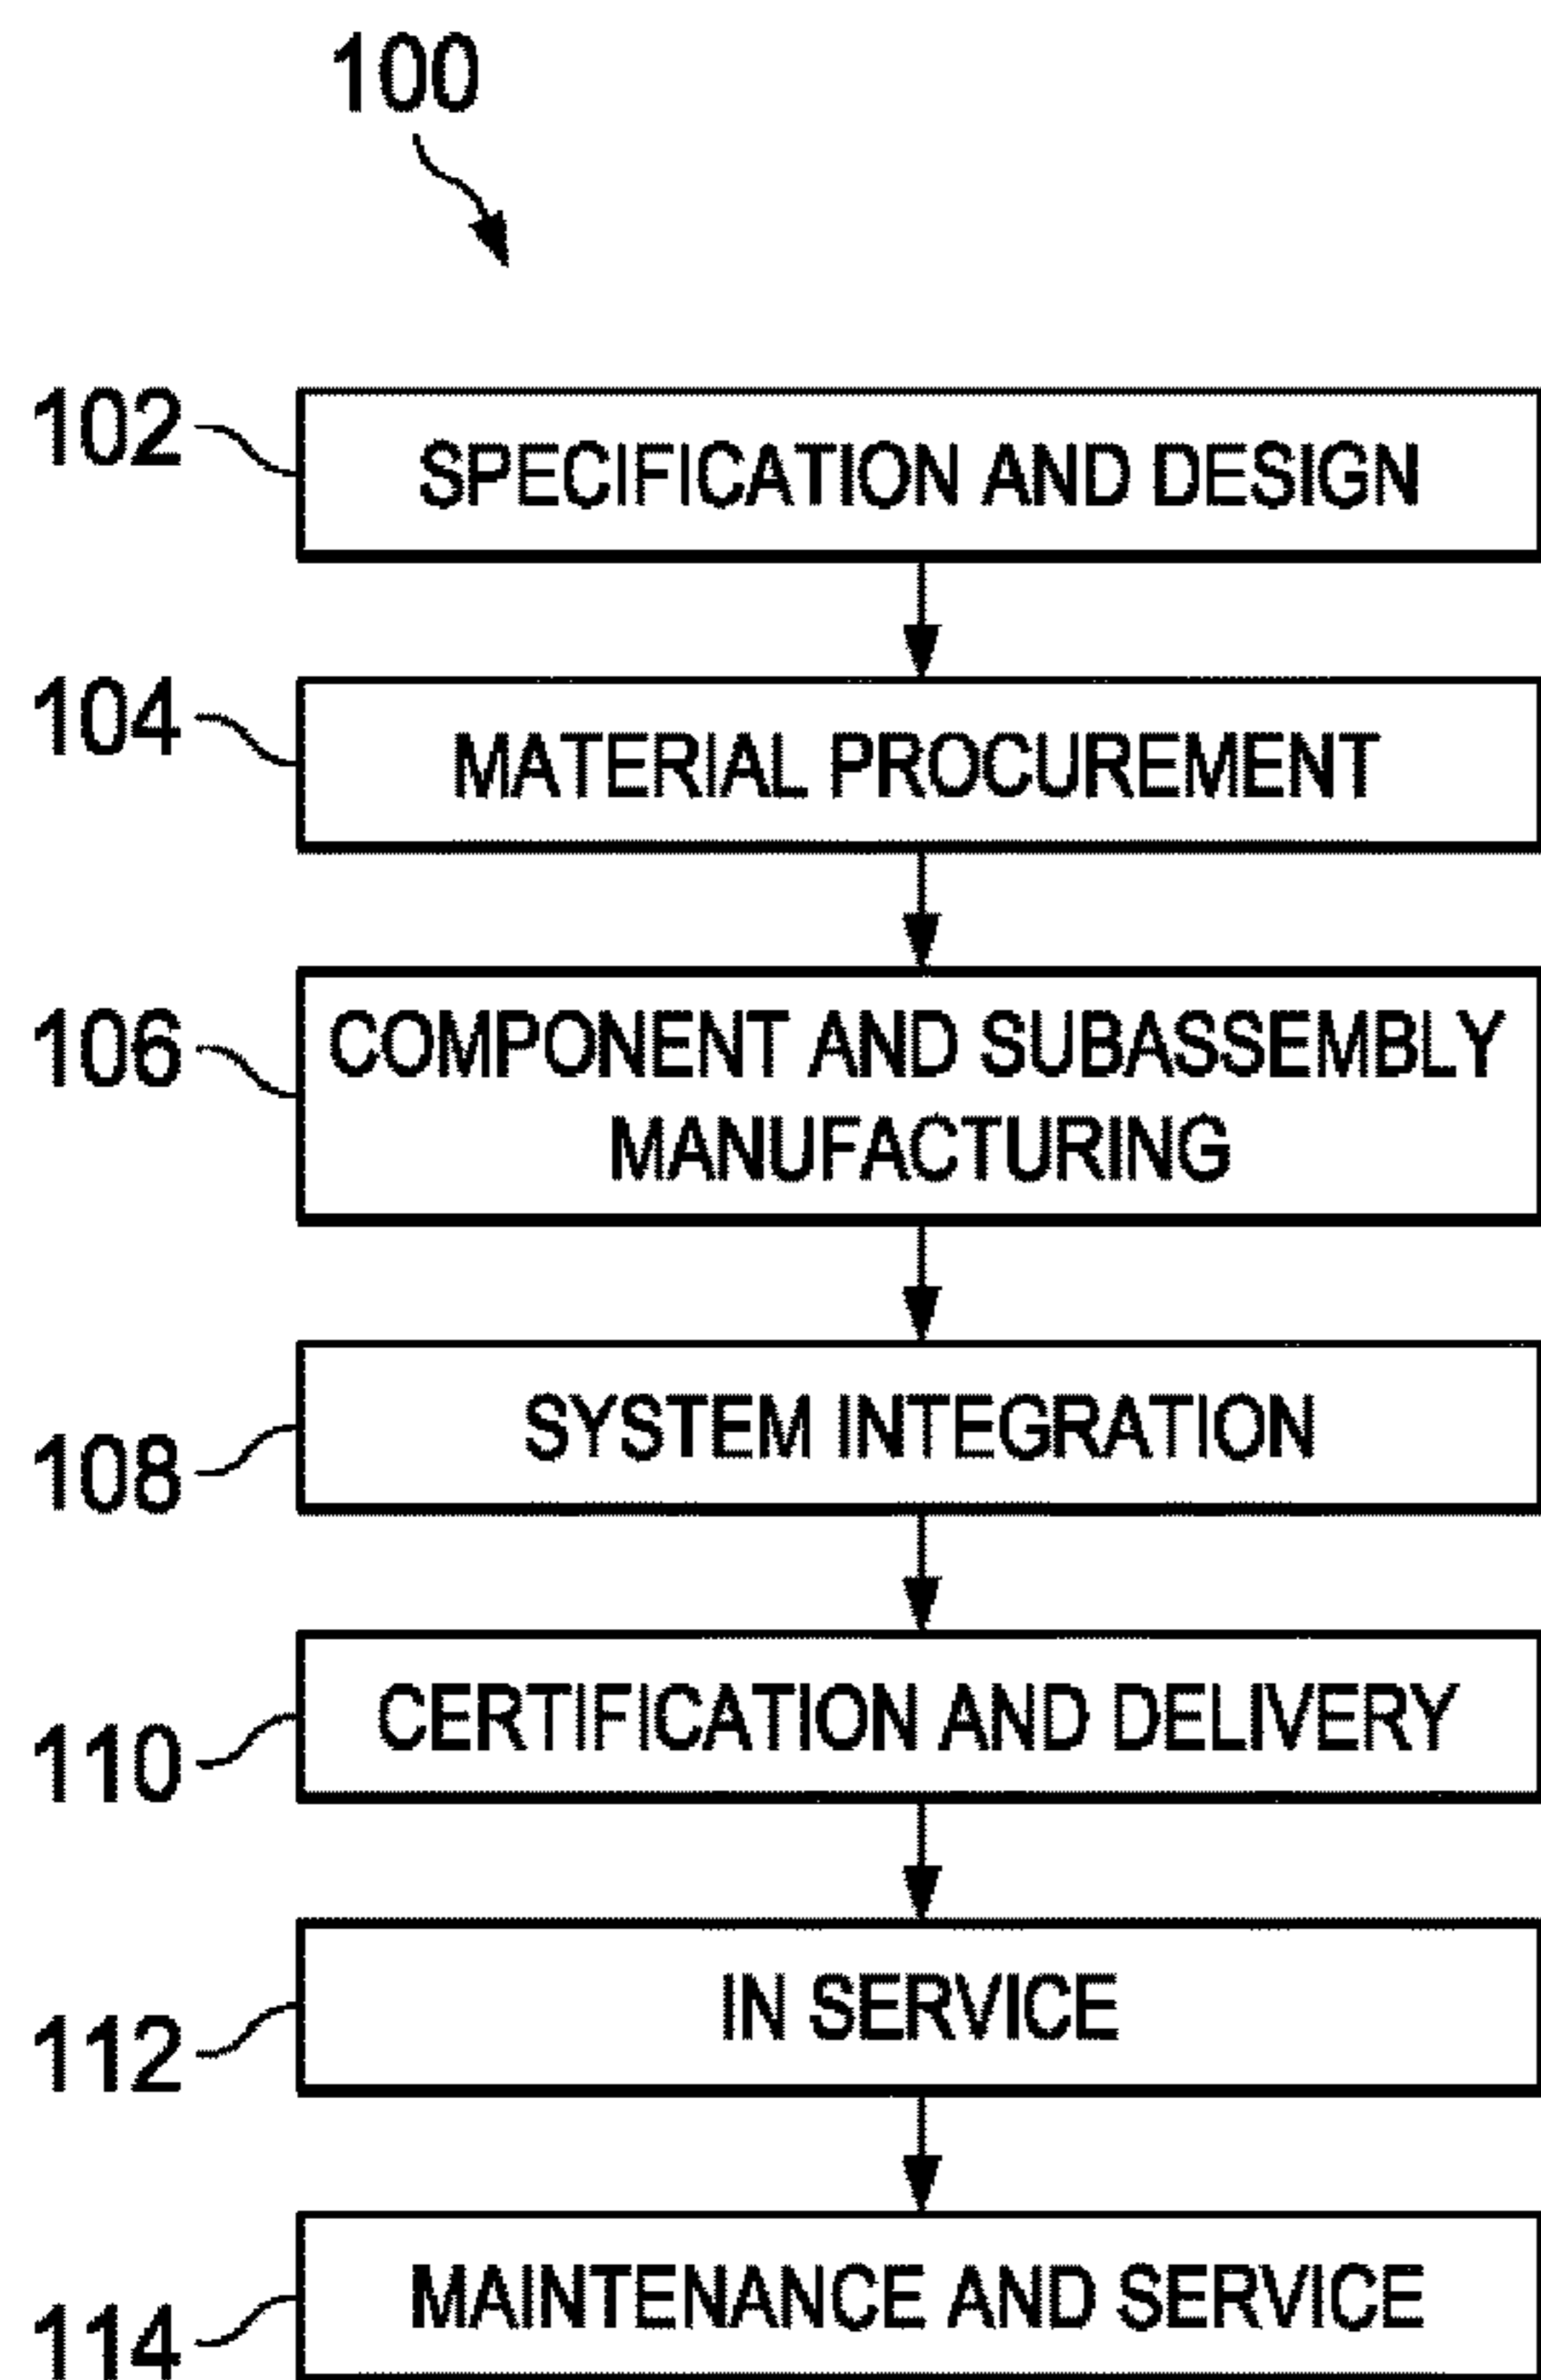 100
102 SPECIFICATION AND DESIGN
104 MATERIAL PROCUREMENT
106 COMPONENT AND SUBASSEMBLY
MANUFACTURING
108 SYSTEM INTEGRATION
110 CERTIFICATION AND DELIVERY
112 IN SERVICE
114 MAINTENANCE AND SERVICE